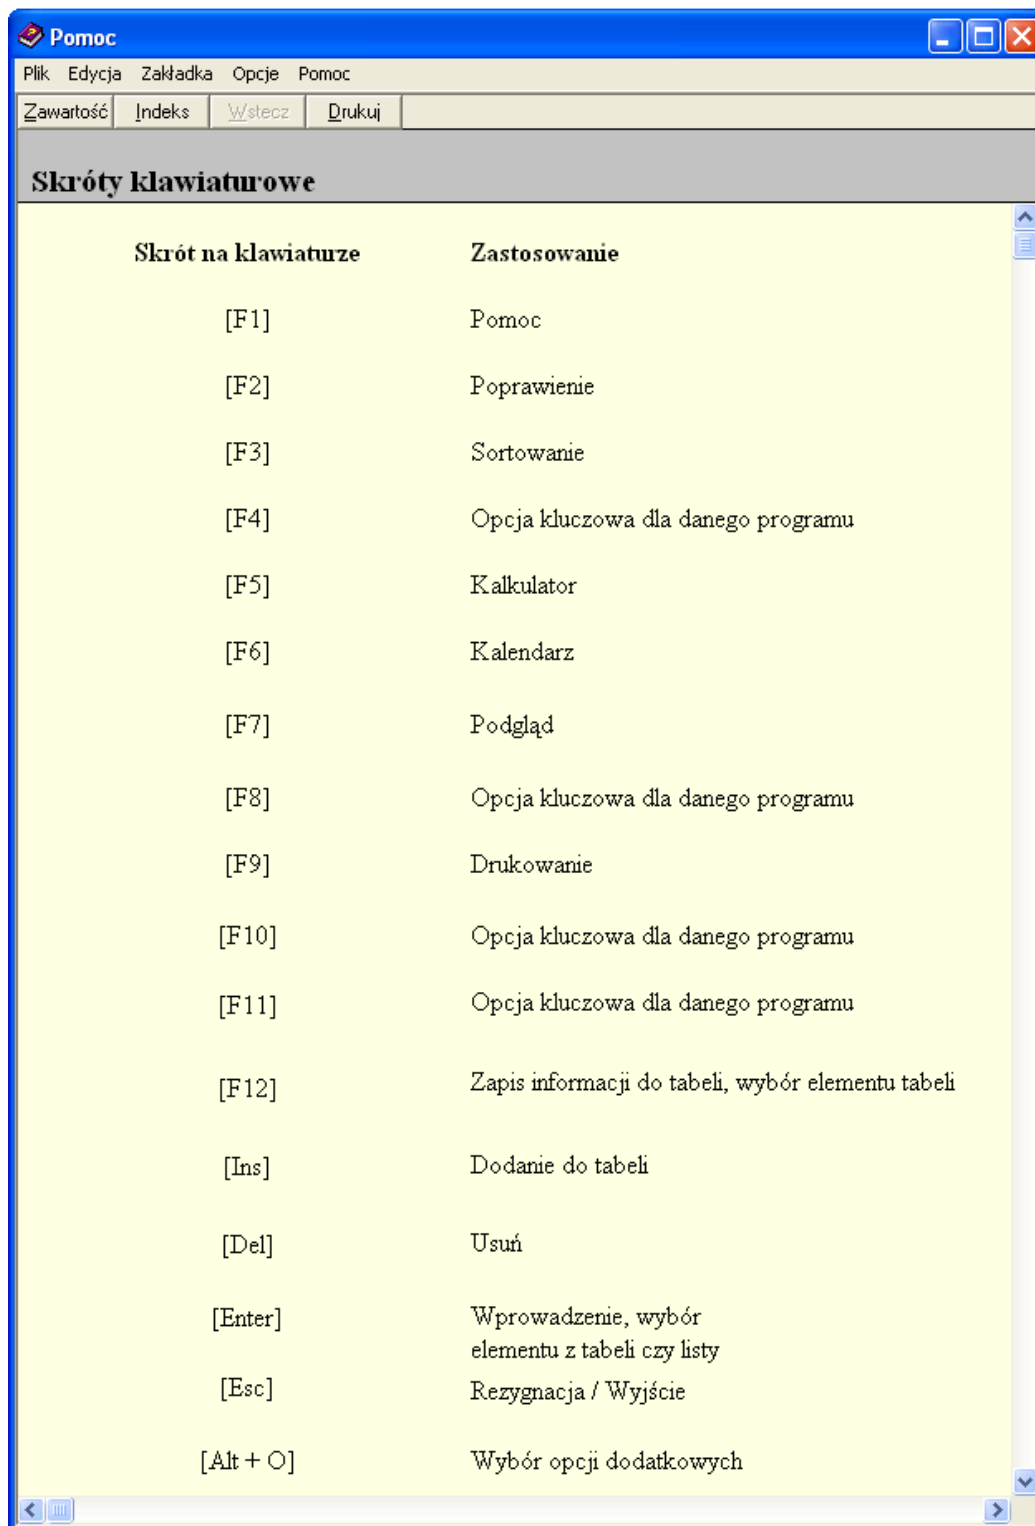 Pomoc
Plik Edycja Zakładka Opcje Pomoc
Zawartość Indeks Wstecz Drukuj
Skróty klawiaturowe
Skrót na klawiaturze Zastosowanie
[F1] Pomoc
[F2] Poprawienie
[F3] Sortowanie
[F4] Opcja kluczowa dla danego programu
[F5] Kalkulator
[F6] Kalendarz
[F7] Podgląd
[F8] Opcja kluczowa dla danego programu
[F9] Drukowanie
[F10] Opcja kluczowa dla danego programu
[F11] Opcja kluczowa dla danego programu
[F12] Zapis informacji do tabeli, wybór elementu tabeli
[Ins] Dodanie do tabeli
[Del] Usuń
[Enter] Wprowadzenie, wybór
elementu z tabeli czy listy
[Esc] Rezygnacja / Wyjście
[Alt + O] Wybór opcji dodatkowych